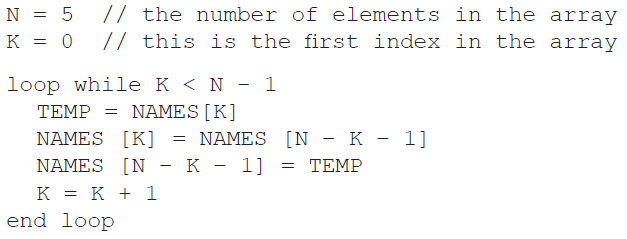 N = 5  // the number of elements in the array
K = 0  // this is the first index in the array
loop while K < N - 1
TEMP = NAMES[K]
NAMES [K] = NAMES [N - K - 1]
NAMES [N - K - 1] = TEMP
K = K + 1
end loop